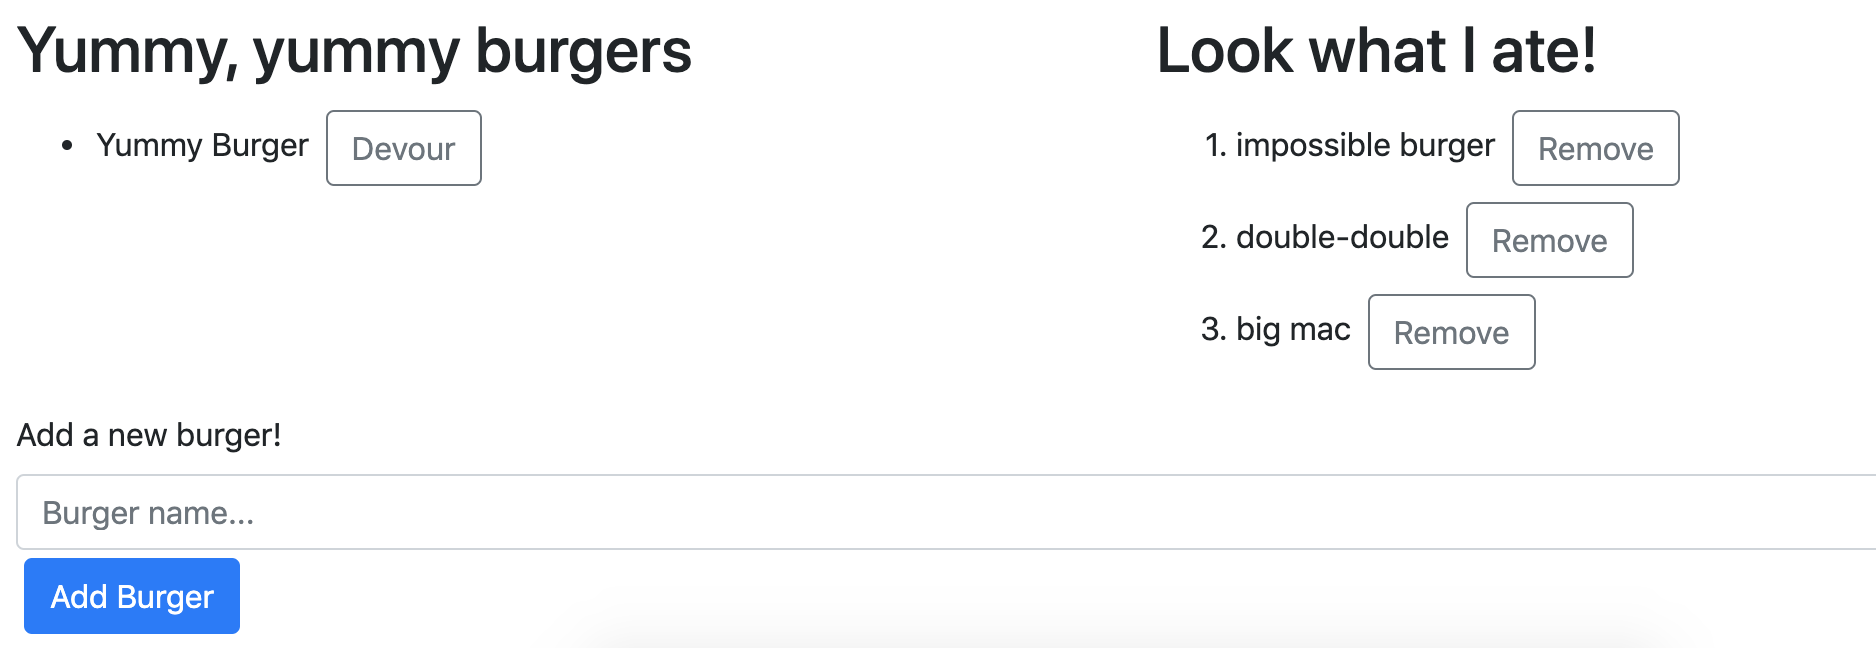 Yummy, yummy burgers
• Yummy Burger Devour
Look what I ate!
1. impossible burger Remove
2. double-double Remove
3. big mac Remove
Add a new burger!
Burger name...
Add Burger